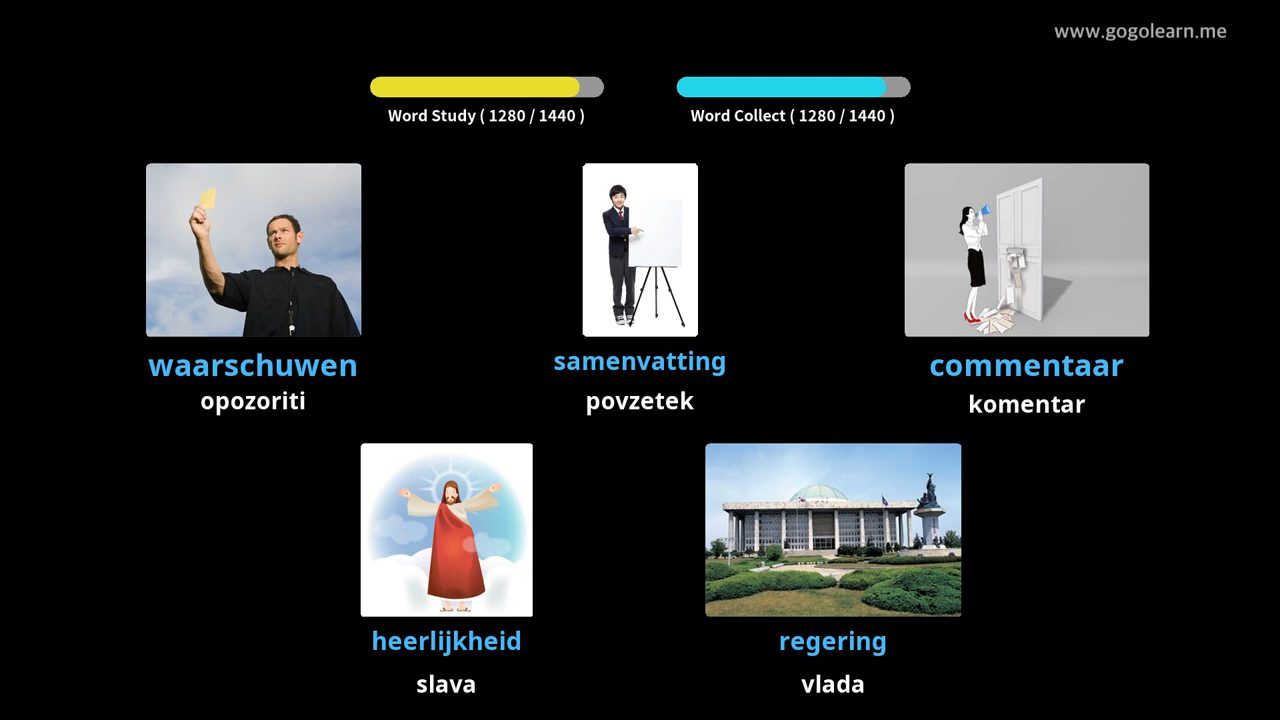 www.gogolearn.me
Word Study ( 1280 / 1440 )
Word Collect ( 1280 / 1440 )
waarschuwen
opozoriti
samenvatting
povzetek
commentaar
komentar
heerlijkheid
slava
regering
vlada